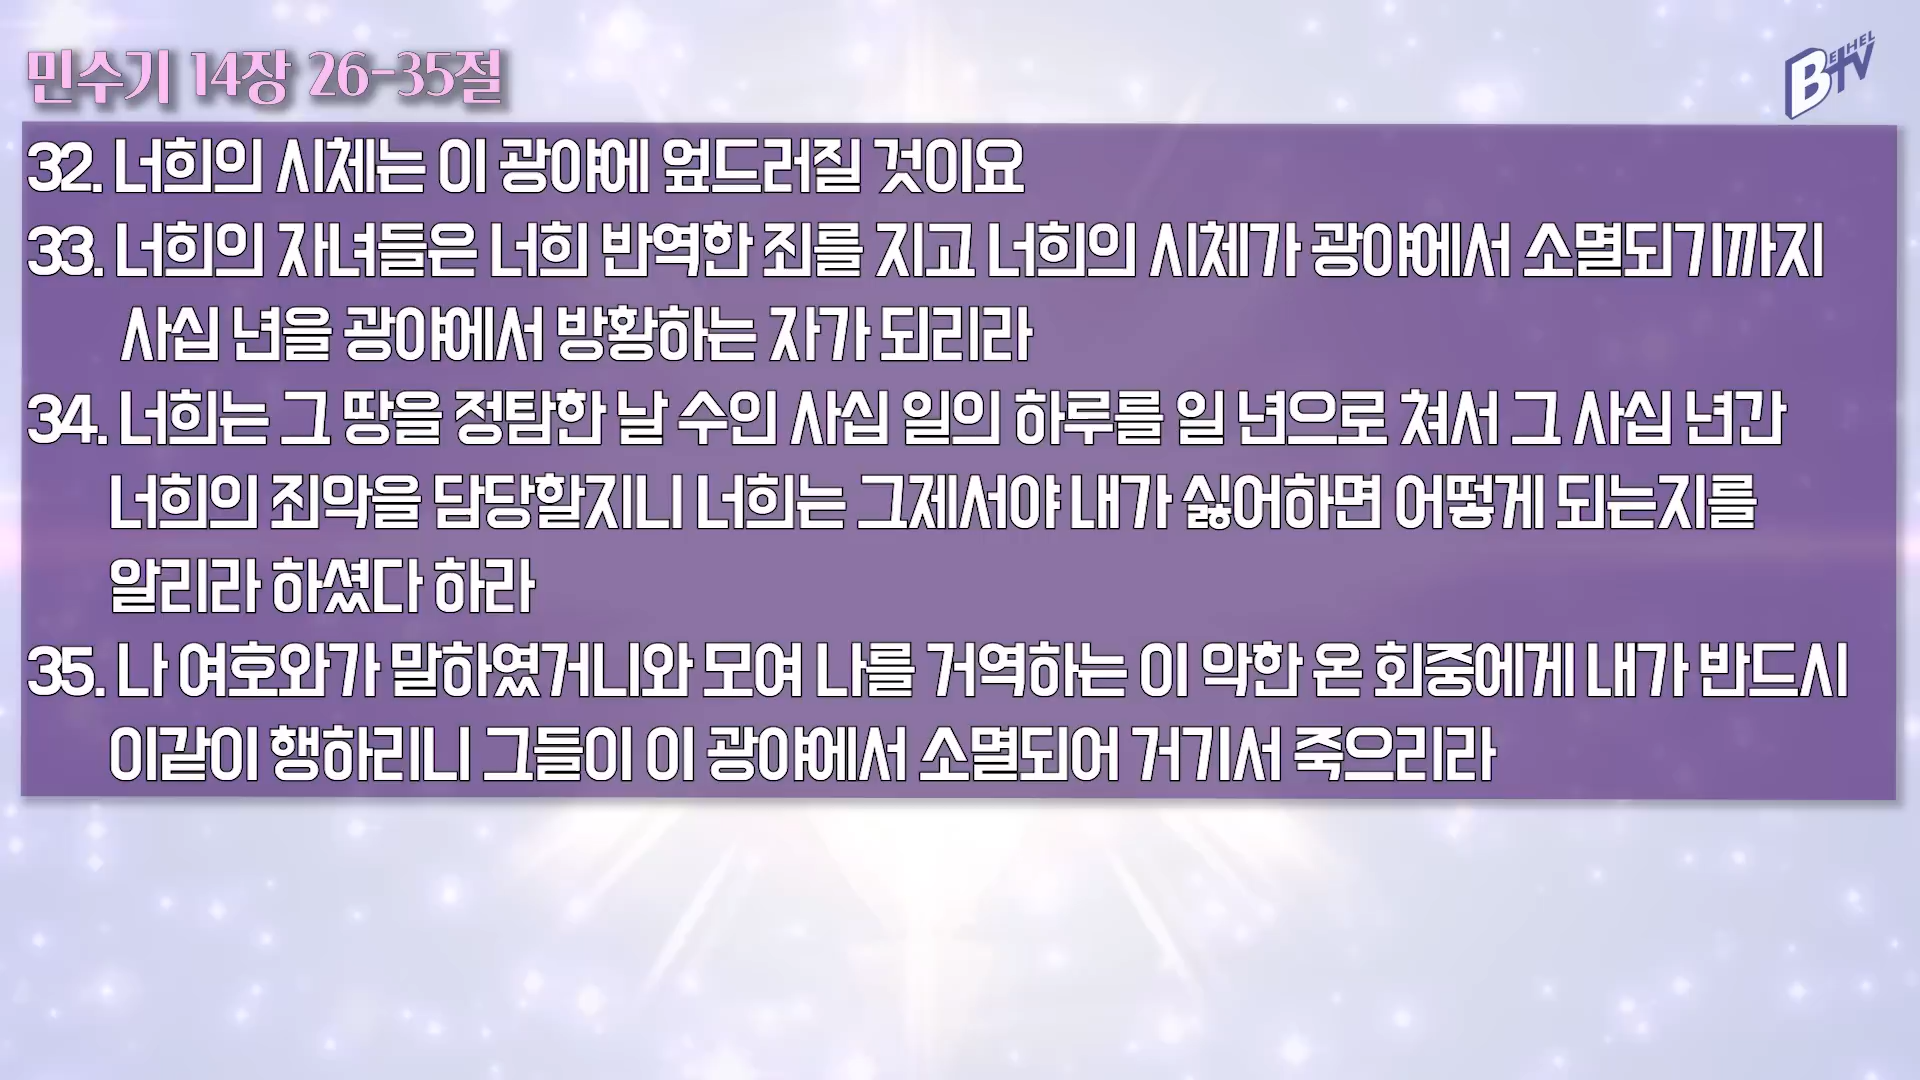 민수기 14장 26-35절
BETHEL TV
32. 너희의 시체는 이 광야에 엎드러질 것이요
33. 너희의 자녀들은 너희 반역한 죄를 지고 너희의 시체가 광야에서 소멸되기까지
사십 년을 광야에서 방황하는 자가 되리라
34. 너희는 그 땅을 정탐한 날 수인 사십 일의 하루를 일 년으로 쳐서 그 사십 년간
너희의 죄악을 담당할지니 너희는 그제서야 내가 싫어하면 어떻게 되는지를
알리라 하셨다 하라
35. 나 여호와가 말하였거니와 모여 나를 거역하는 이 악한 온 회중에게 내가 반드시
이같이 행하리니 그들이 이 광야에서 소멸되어 거기서 죽으리라